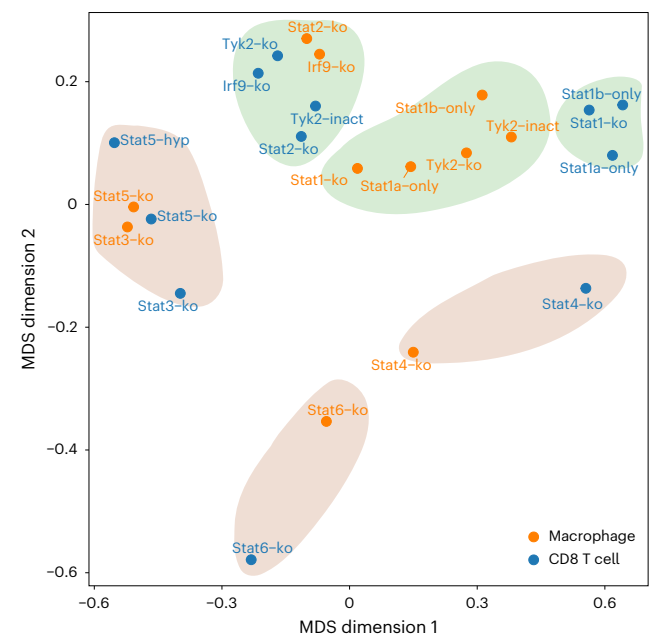 Stat2–ko
Tyk2–ko
Irf9–ko
Irf9–ko
Tyk2–inact
Stat2–ko
Stat1b–only
Tyk2–inact
Stat1–ko
Stat1a–only
Tyk2–ko
Stat1b–only
Stat1–ko
Stat1a–only
Stat5–hyp
Stat5–ko
Stat5–ko
Stat3–ko
Stat3–ko
Stat4–ko
Stat4–ko
Stat6–ko
Stat6–ko
Macrophage
CD8 T cell
0.2
0
−0.2
−0.4
−0.6
MDS dimension 2
−0.6
−0.3
0
0.3
0.6
MDS dimension 1